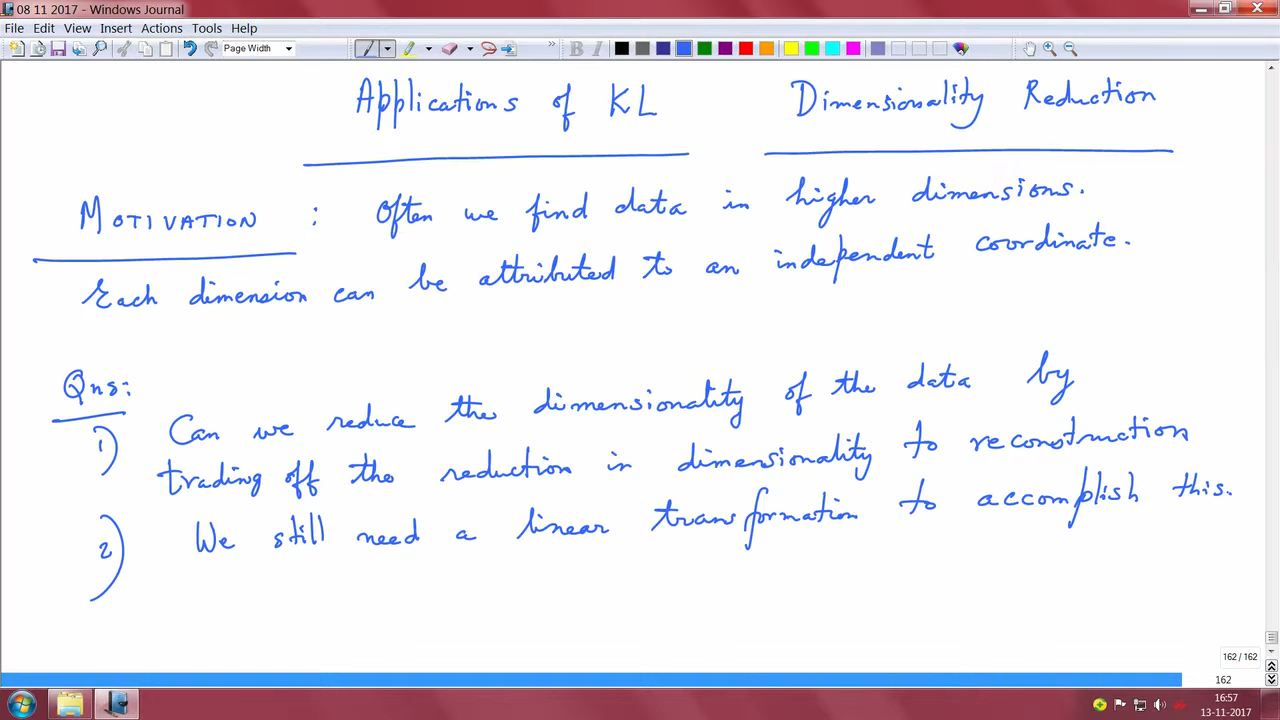 08 11 2017 - Windows Journal
File Edit View Insert Actions Tools Help
Page Width
Applications of KL Dimensionality Reduction
MOTIVATION : Often we find data in higher dimensions.
Each dimension can be attributed to an independent coordinate.
Qns:
1) Can we reduce the dimensionality of the data by
trading off the reduction in dimensionality to reconstruction
2) We still need a linear transformation to accomplish this.
162 / 162
162
16:57
13-11-2017